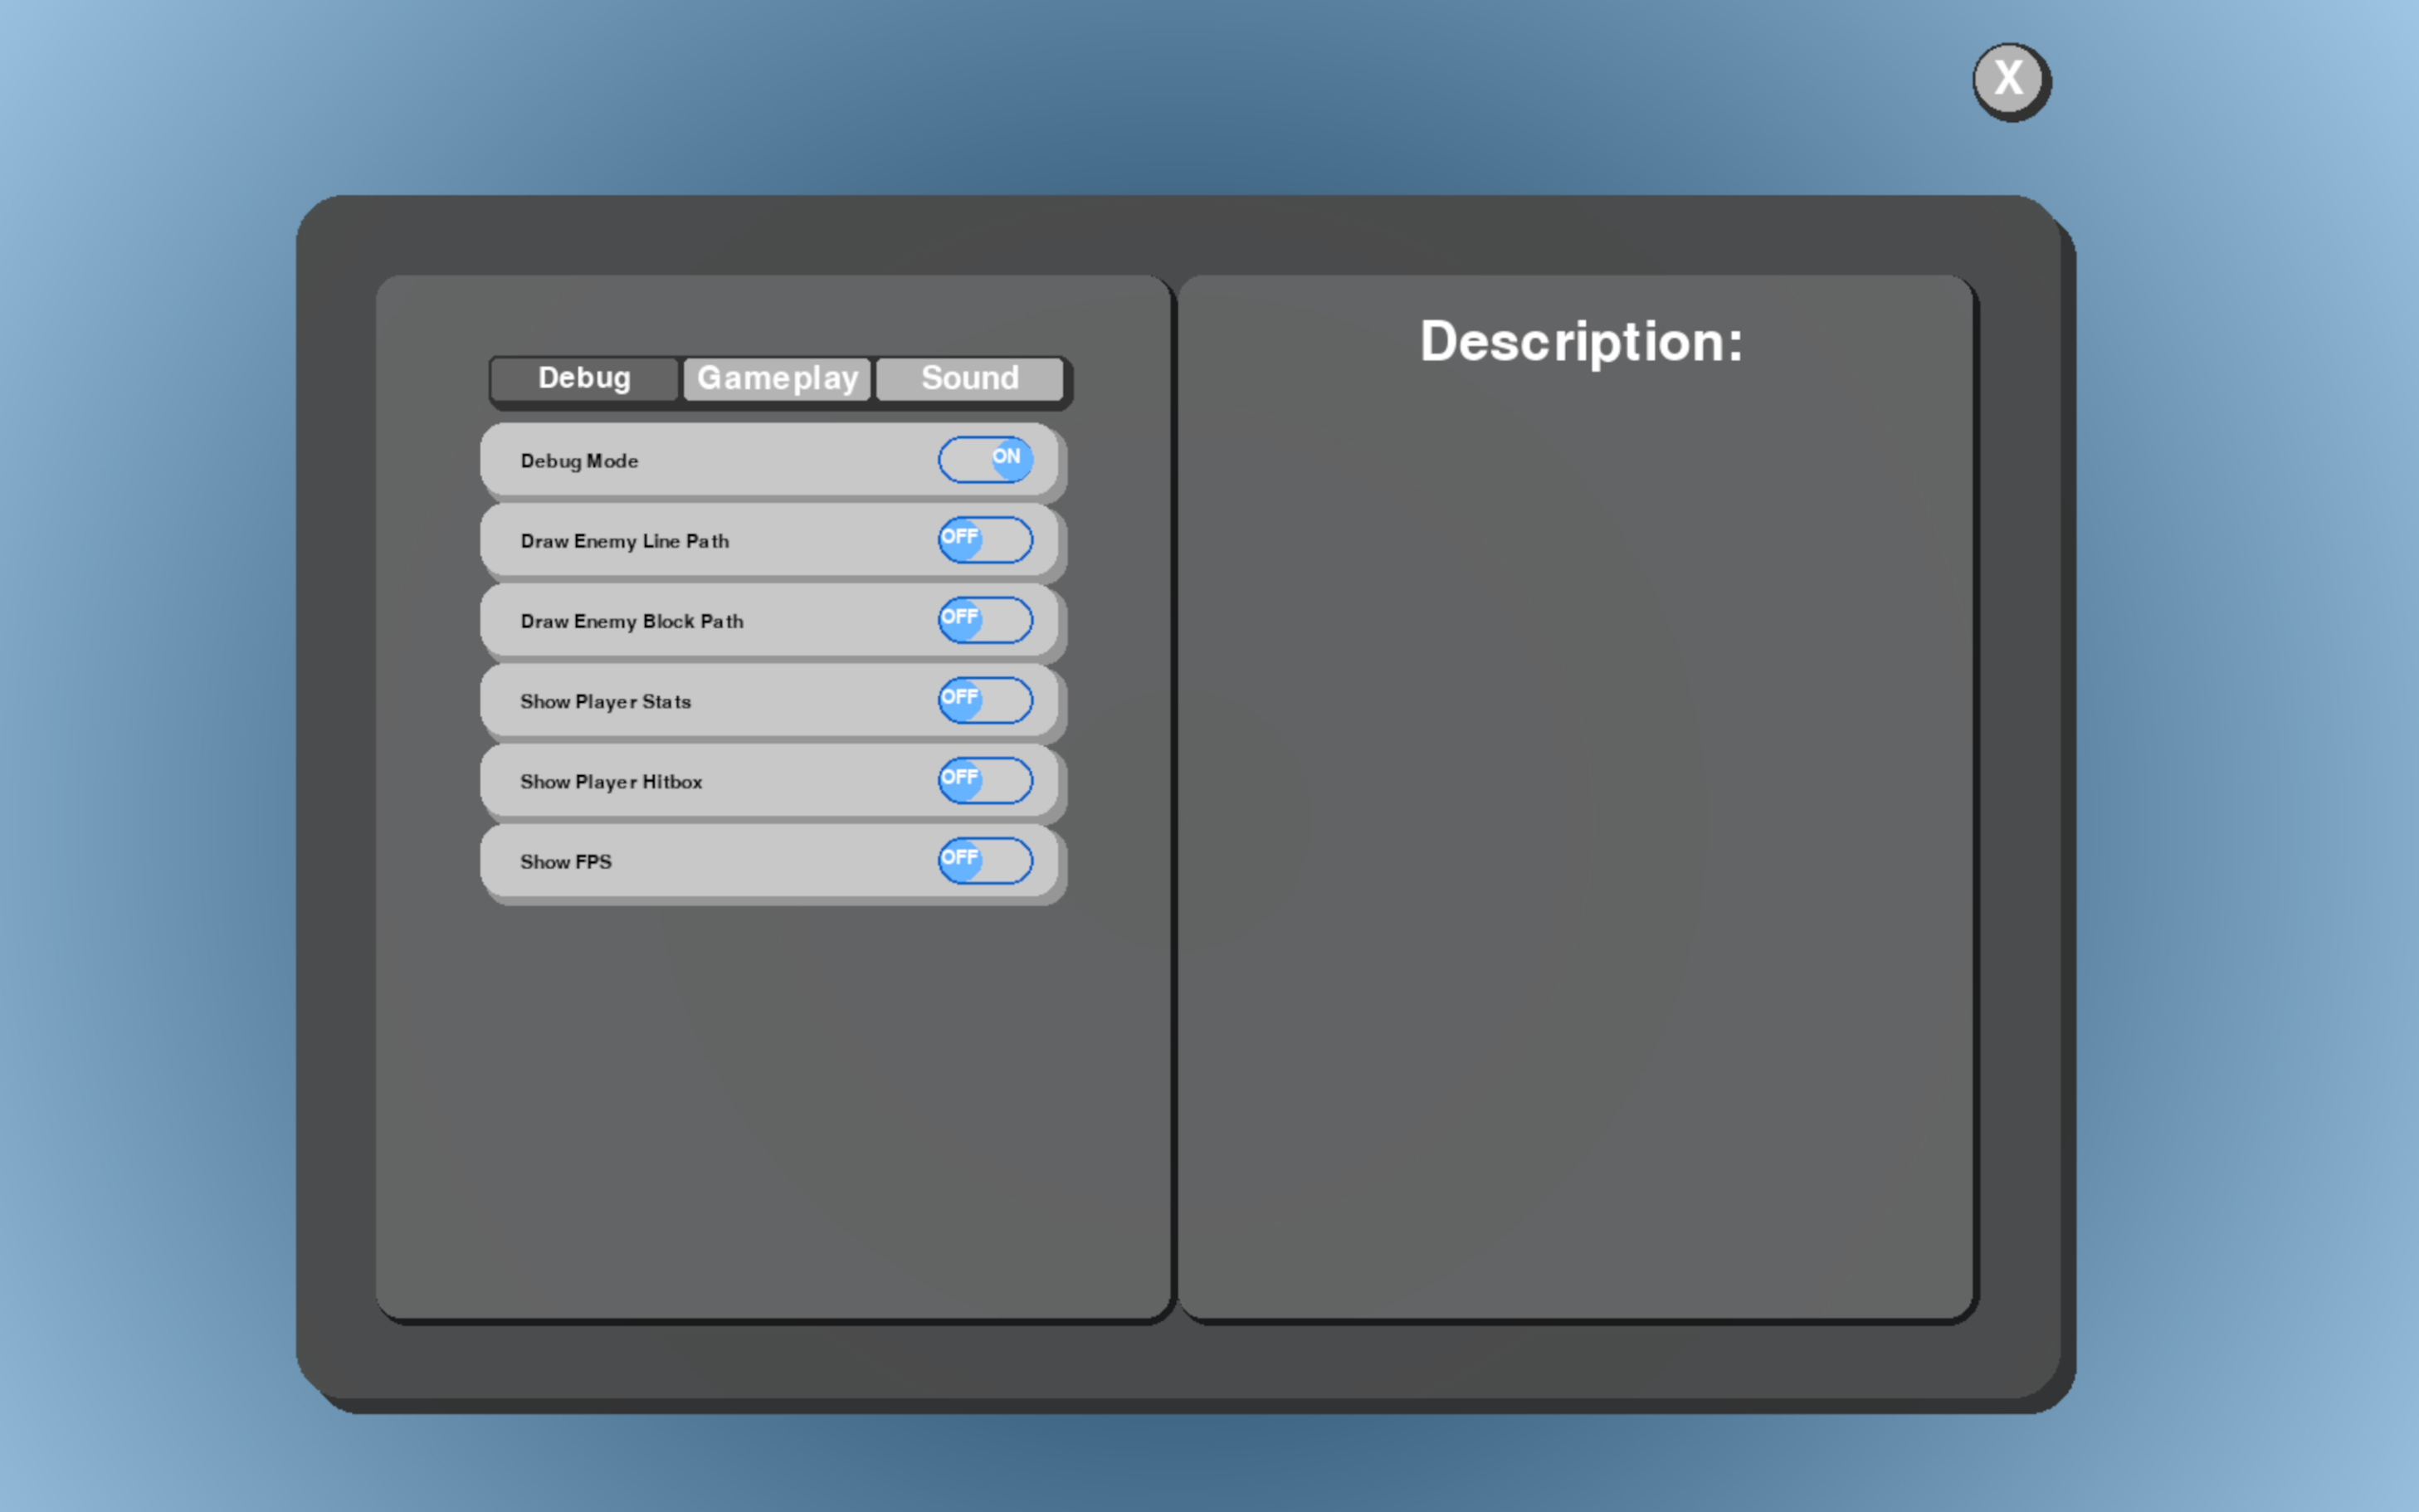 X
Description:
Debug Gameplay Sound
Debug Mode ON
Draw Enemy Line Path OFF
Draw Enemy Block Path OFF
Show Player Stats OFF
Show Player Hitbox OFF
Show FPS OFF